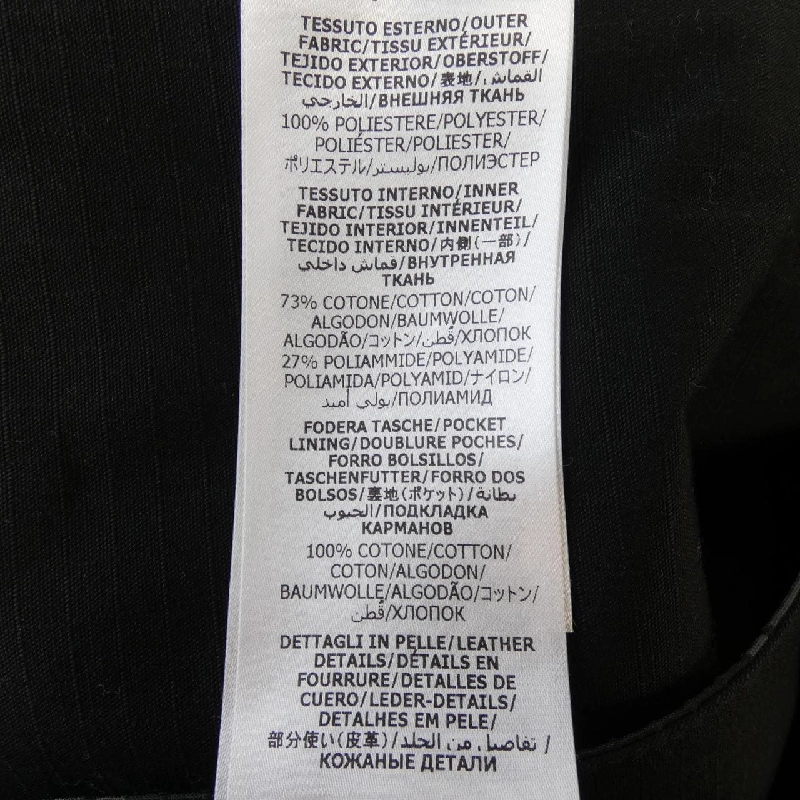 TESSUTO ESTERNO/OUTER
FABRIC/TISSU EXTÉRIEUR/
TEJIDO EXTERIOR/OBERSTOFF/
TECIDO EXTERNO/表地/القماش
الخارجي/ВНЕШНЯЯ ТКАНЬ
100% POLIESTERE/POLYESTER/
POLIÉSTER/POLIESTER/
ポリエステル/بوليستر/ПОЛИЭСТЕР
TESSUTO INTERNO/INNER
FABRIC/TISSU INTÉRIEUR/
TEJIDO INTERIOR/INNENTEIL/
TECIDO INTERNO/内側(一部)/
قماش داخلي/ВНУТРЕННАЯ
ТКАНЬ
73% COTONE/COTTON/COTON/
ALGODON/BAUMWOLLE/
ALGODÃO/コットン/قطن/ХЛОПОК
27% POLIAMMIDE/POLYAMIDE/
POLIAMIDA/POLYAMID/ナイロン/
بولي أميد/ПОЛИАМИД
FODERA TASCHE/POCKET
LINING/DOUBLURE POCHES/
FORRO BOLSILLOS/
TASCHENFUTTER/FORRO DOS
BOLSOS/裏地(ポケット)/بطانة
الجيوب/ПОДКЛАДКА
КАРМАНОВ
100% COTONE/COTTON/
COTON/ALGODON/
BAUMWOLLE/ALGODÃO/コットン/
قطن/ХЛОПОК
DETTAGLI IN PELLE/LEATHER
DETAILS/DÉTAILS EN
FOURRURE/DETALLES DE
CUERO/LEDER-DETAILS/
DETALHES EM PELE/
部分使い(皮革)/تفاصيل من الجلد/
КОЖАНЫЕ ДЕТАЛИ